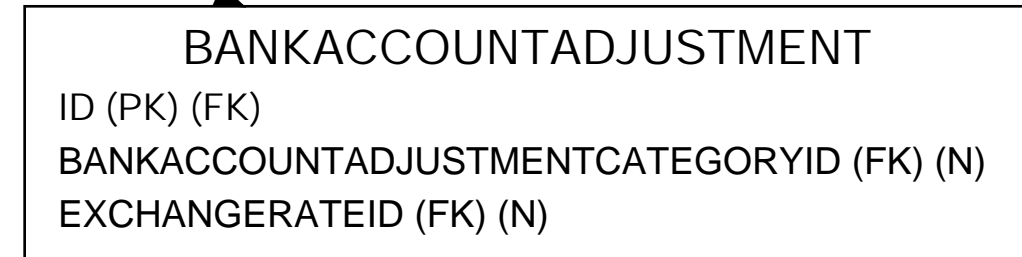 BANKACCOUNTADJUSTMENT
ID (PK) (FK)
BANKACCOUNTADJUSTMENTCATEGORYID (FK) (N)
EXCHANGERATEID (FK) (N)